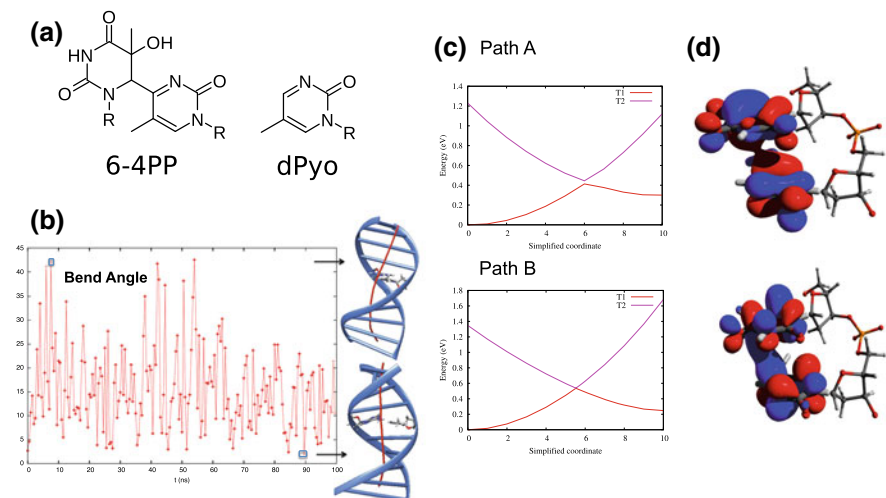 (a)
O
OH
HN
N
O
N
O
N
R
N
R
6-4PP
N
O
N
R
dPyo
(b)
Bend Angle
45
40
35
30
25
20
15
10
5
0
0 10 20 30 40 50 60 70 80 90 100
t (ns)
(c) Path A
1.4
1.2
1
0.8
0.6
0.4
0.2
0
Energy (eV)
T1
T2
0 2 4 6 8 10
Simplified coordinate
Path B
1.8
1.6
1.4
1.2
1
0.8
0.6
0.4
0.2
0
Energy (eV)
T1
T2
0 2 4 6 8 10
Simplified coordinate
(d)